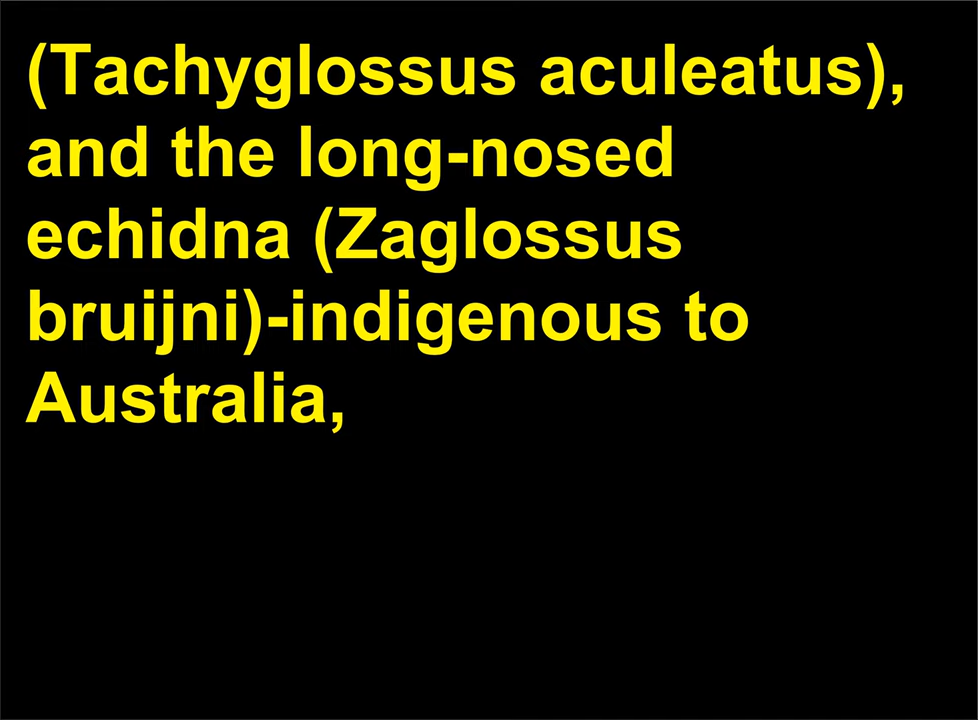 (Tachyglossus aculeatus),
and the long-nosed
echidna (Zaglossus
bruijni)-indigenous to
Australia,